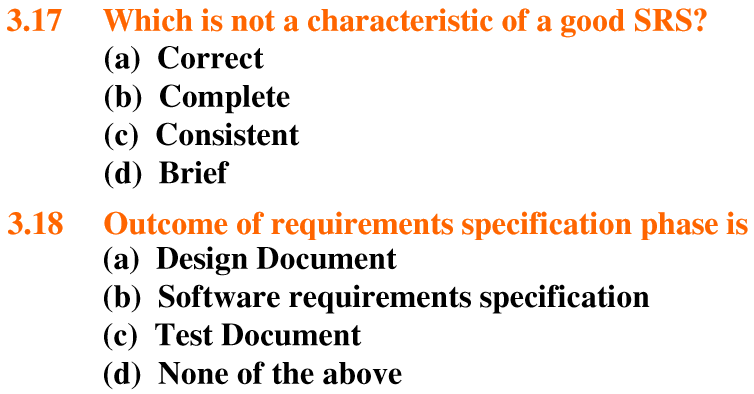 3.17 Which is not a characteristic of a good SRS?
(a) Correct
(b) Complete
(c) Consistent
(d) Brief
3.18 Outcome of requirements specification phase is
(a) Design Document
(b) Software requirements specification
(c) Test Document
(d) None of the above